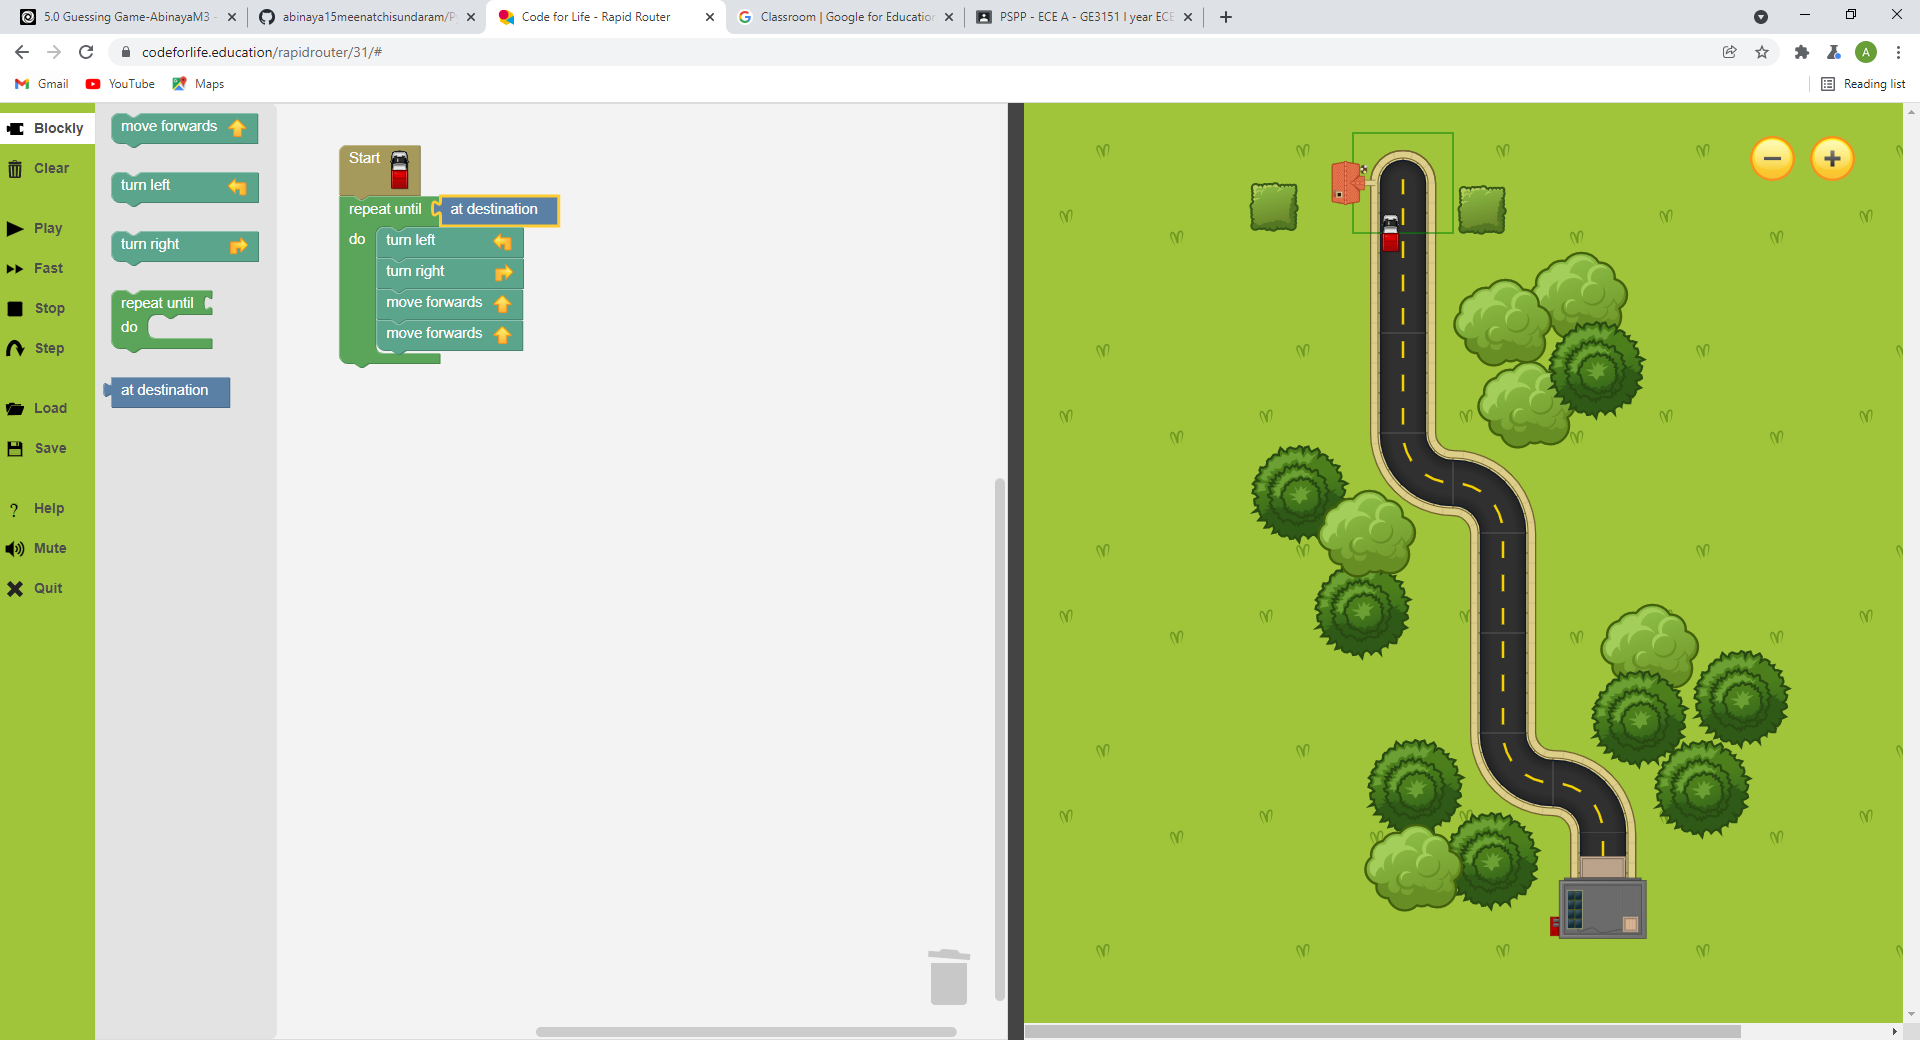 5.0 Guessing Game-AbinayaM3 -
abinaya15meenatchisundaram/P
Code for Life - Rapid Router
Classroom | Google for Education
PSPP - ECE A - GE3151 I year ECE
codeforlife.education/rapidrouter/31/#
A
Gmail
YouTube
Maps
Reading list
Blockly
Clear
Play
Fast
Stop
Step
Load
Save
Help
Mute
Quit
move forwards
turn left
turn right
repeat until
do
at destination
Start
repeat until at destination
do turn left
turn right
move forwards
move forwards